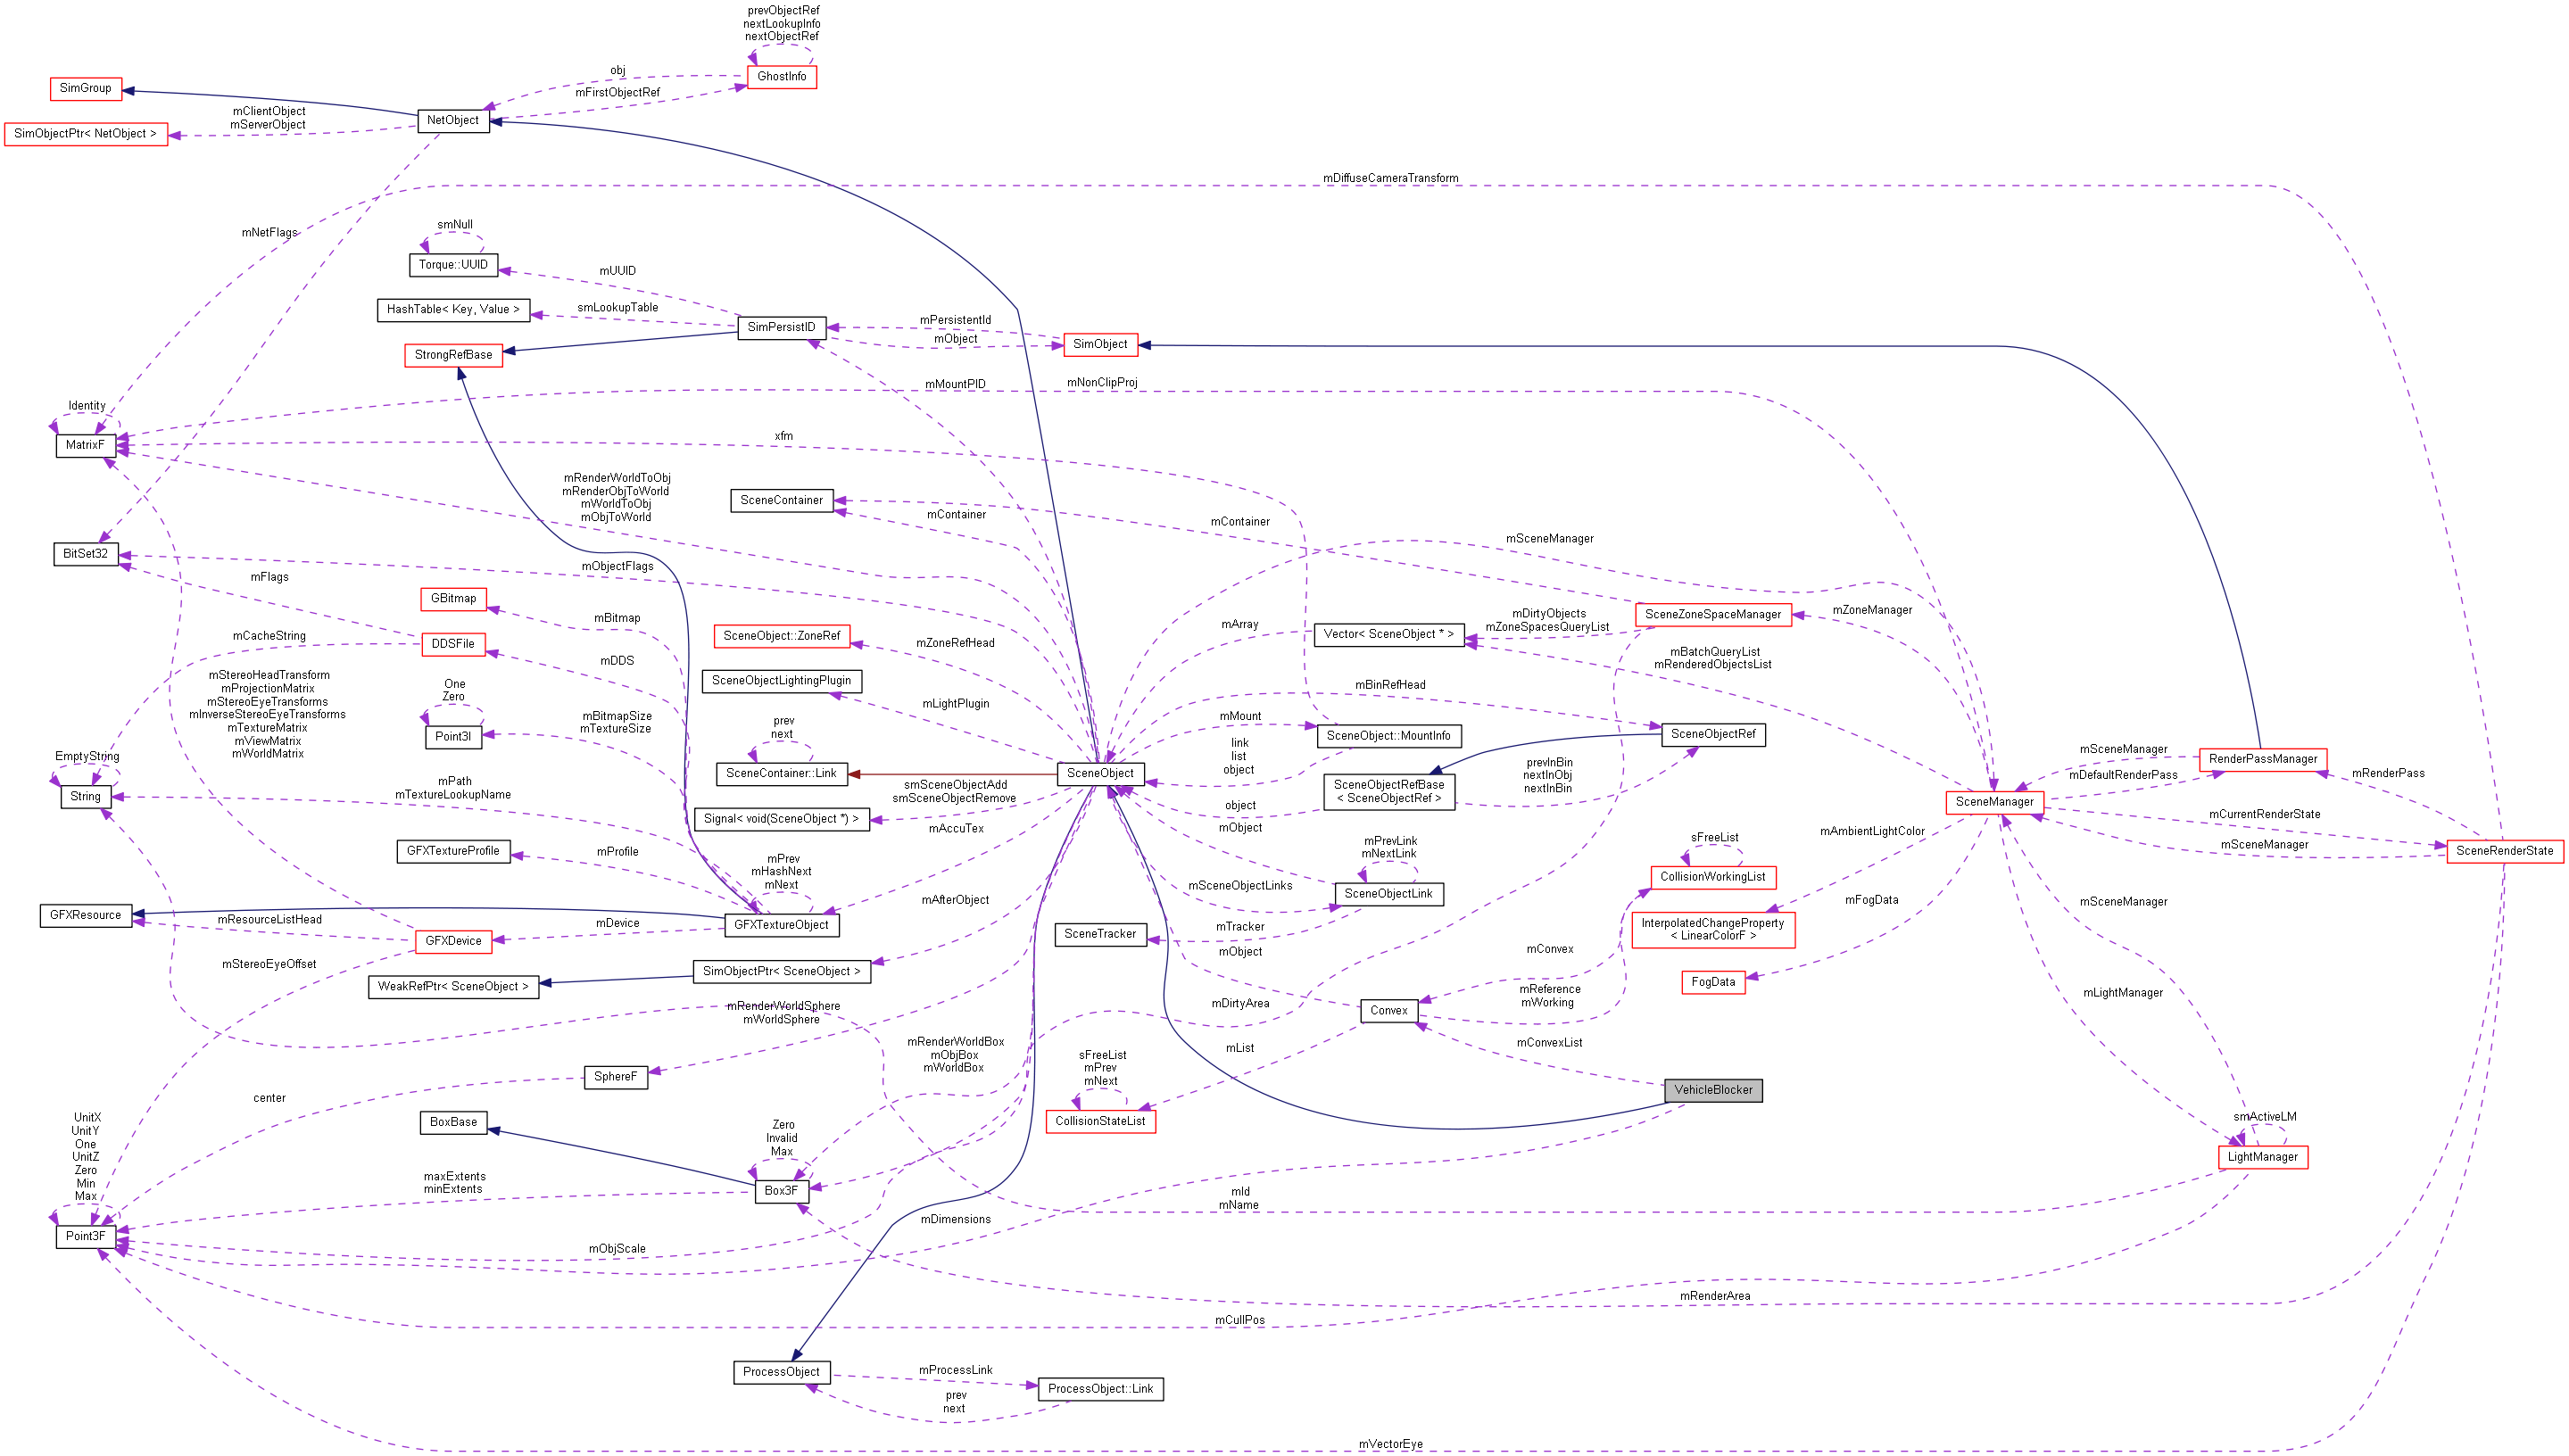 prevObjectRef
nextLookupInfo
nextObjectRef
GhostInfo
obj
mFirstObjectRef
SimGroup
NetObject
mClientObject
mServerObject
SimObjectPtr< NetObject >
mDiffuseCameraTransform
mNetFlags
smNull
Torque::UUID
mUUID
HashTable< Key, Value >
smLookupTable
SimPersistID
mPersistentId
mObject
SimObject
StrongRefBase
mMountPID
mNonClipProj
Identity
MatrixF
xfm
mRenderWorldToObj
mRenderObjToWorld
mWorldToObj
mObjToWorld
SceneContainer
mContainer
mContainer
mSceneManager
BitSet32
mObjectFlags
mFlags
GBitmap
mBitmap
mCacheString
DDSFile
mDDS
SceneObject::ZoneRef
mZoneRefHead
mArray
Vector< SceneObject * >
mDirtyObjects
mZoneSpacesQueryList
SceneZoneSpaceManager
mZoneManager
mBatchQueryList
mRenderedObjectsList
mStereoHeadTransform
mProjectionMatrix
mStereoEyeTransforms
mInverseStereoEyeTransforms
mTextureMatrix
mViewMatrix
mWorldMatrix
One
Zero
Point3I
mBitmapSize
mTextureSize
SceneObjectLightingPlugin
mLightPlugin
mBinRefHead
mMount
SceneObject::MountInfo
SceneObjectRef
prev
next
SceneContainer::Link
link
list
object
SceneObject
SceneObjectRefBase
< SceneObjectRef >
prevInBin
nextInObj
nextInBin
mSceneManager
RenderPassManager
mDefaultRenderPass
mRenderPass
EmptyString
String
mPath
mTextureLookupName
smSceneObjectAdd
smSceneObjectRemove
Signal< void(SceneObject *) >
object
mObject
SceneManager
mCurrentRenderState
mAccuTex
mAmbientLightColor
mSceneManager
SceneRenderState
GFXTextureProfile
mProfile
mPrev
mHashNext
mNext
mPrevLink
mNextLink
sFreeList
CollisionWorkingList
mSceneObjectLinks
SceneObjectLink
mAfterObject
mFogData
mSceneManager
GFXResource
mResourceListHead
GFXDevice
mDevice
GFXTextureObject
SceneTracker
mTracker
mObject
InterpolatedChangeProperty
< LinearColorF >
mConvex
mStereoEyeOffset
WeakRefPtr< SceneObject >
SimObjectPtr< SceneObject >
FogData
mReference
mWorking
mLightManager
mRenderWorldSphere
mWorldSphere
mDirtyArea
Convex
mRenderWorldBox
mObjBox
mWorldBox
mList
mConvexList
sFreeList
mPrev
mNext
CollisionStateList
SphereF
VehicleBlocker
center
UnitX
UnitY
One
UnitZ
Zero
Min
Max
Point3F
BoxBase
Zero
Invalid
Max
Box3F
smActiveLM
LightManager
maxExtents
minExtents
mId
mName
mDimensions
mObjScale
mRenderArea
mCullPos
ProcessObject
mProcessLink
ProcessObject::Link
prev
next
mVectorEye